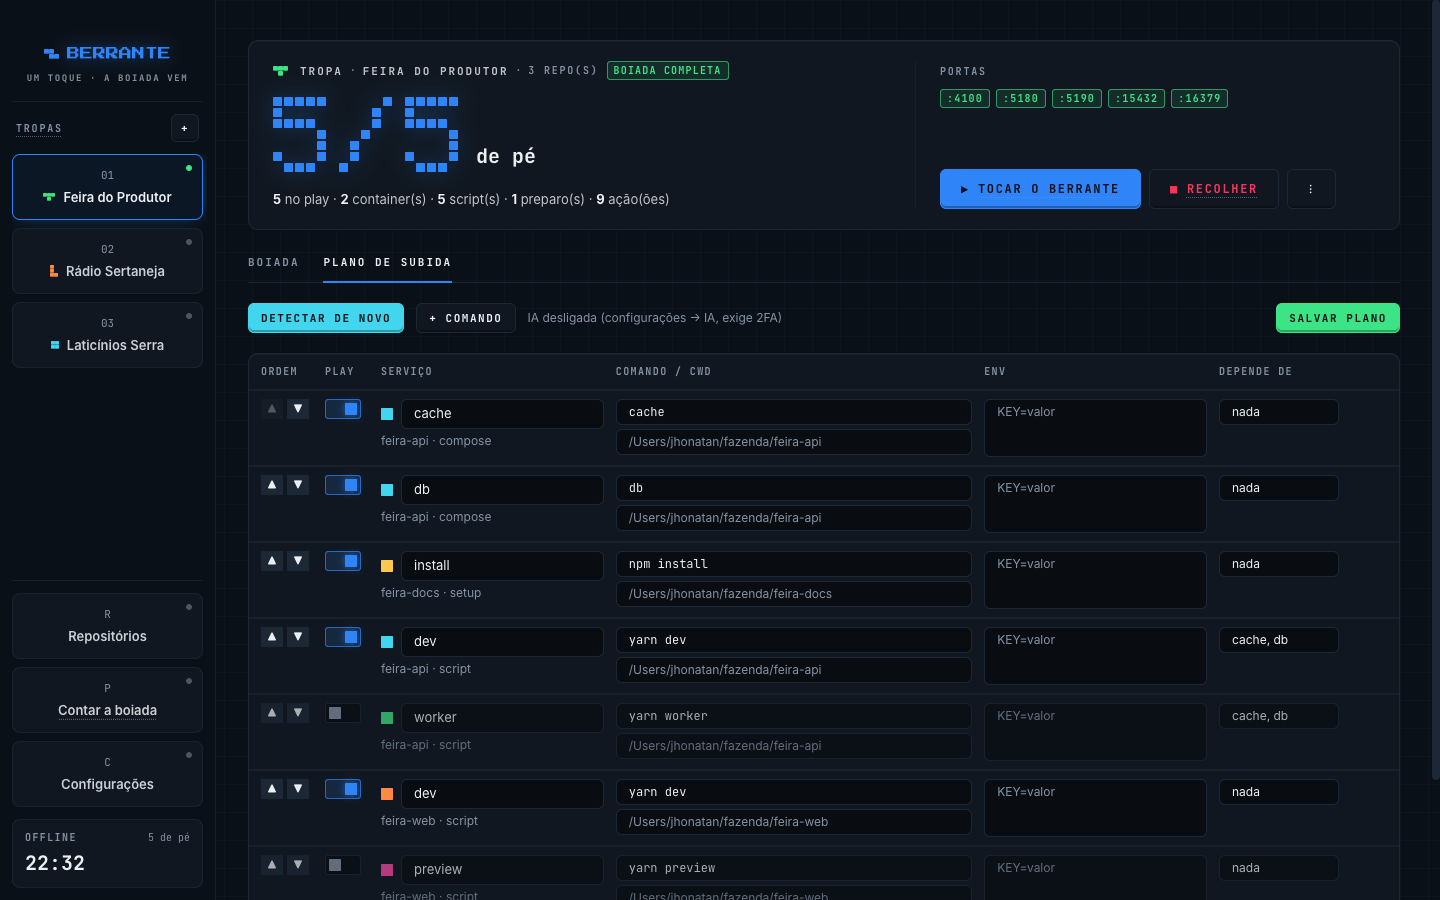 BERRANTE
UM TOQUE · A BOIADA VEM
TROPAS
+
01
Feira do Produtor
02
Rádio Sertaneja
03
Laticínios Serra
R
Repositórios
P
Contar a boiada
C
Configurações
OFFLINE 5 de pé
22:32
TROPA · FEIRA DO PRODUTOR · 3 REPO(S) BOIADA COMPLETA
5/5 de pé
5 no play · 2 container(s) · 5 script(s) · 1 preparo(s) · 9 ação(ões)
PORTAS
:4100 :5180 :5190 :15432 :16379
▶ TOCAR O BERRANTE ■ RECOLHER ⋮
BOIADA PLANO DE SUBIDA
DETECTAR DE NOVO + COMANDO IA desligada (configurações → IA, exige 2FA) SALVAR PLANO
ORDEM PLAY SERVIÇO COMANDO / CWD ENV DEPENDE DE
▲ ▼ cache cache KEY=valor nada
feira-api · compose /Users/jhonatan/fazenda/feira-api
▲ ▼ db db KEY=valor nada
feira-api · compose /Users/jhonatan/fazenda/feira-api
▲ ▼ install npm install KEY=valor nada
feira-docs · setup /Users/jhonatan/fazenda/feira-docs
▲ ▼ dev yarn dev KEY=valor cache, db
feira-api · script /Users/jhonatan/fazenda/feira-api
▲ ▼ worker yarn worker KEY=valor cache, db
feira-api · script /Users/jhonatan/fazenda/feira-api
▲ ▼ dev yarn dev KEY=valor nada
feira-web · script /Users/jhonatan/fazenda/feira-web
▲ ▼ preview yarn preview KEY=valor nada
feira-web · script /Users/jhonatan/fazenda/feira-web